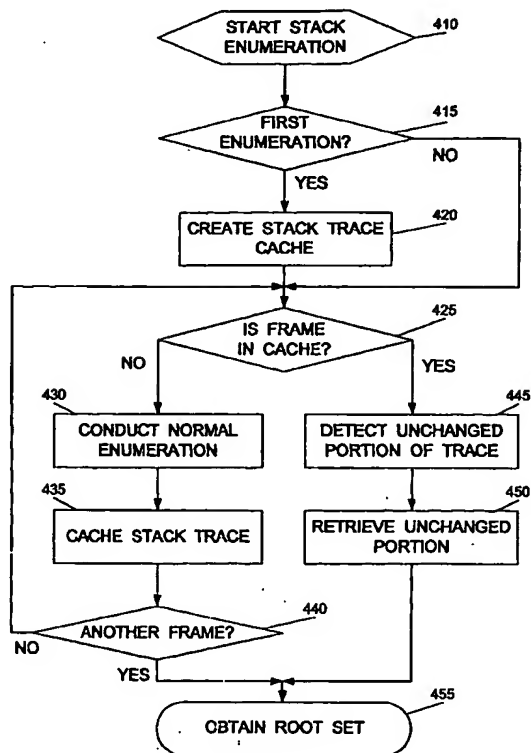 START STACK
ENUMERATION
410
FIRST
ENUMERATION?
415
NO
YES
CREATE STACK TRACE
CACHE
420
IS FRAME
IN CACHE?
425
NO
YES
430
CONDUCT NORMAL
ENUMERATION
445
DETECT UNCHANGED
PORTION OF TRACE
435
CACHE STACK TRACE
450
RETRIEVE UNCHANGED
PORTION
ANOTHER FRAME?
440
NO
YES
455
OBTAIN ROOT SET